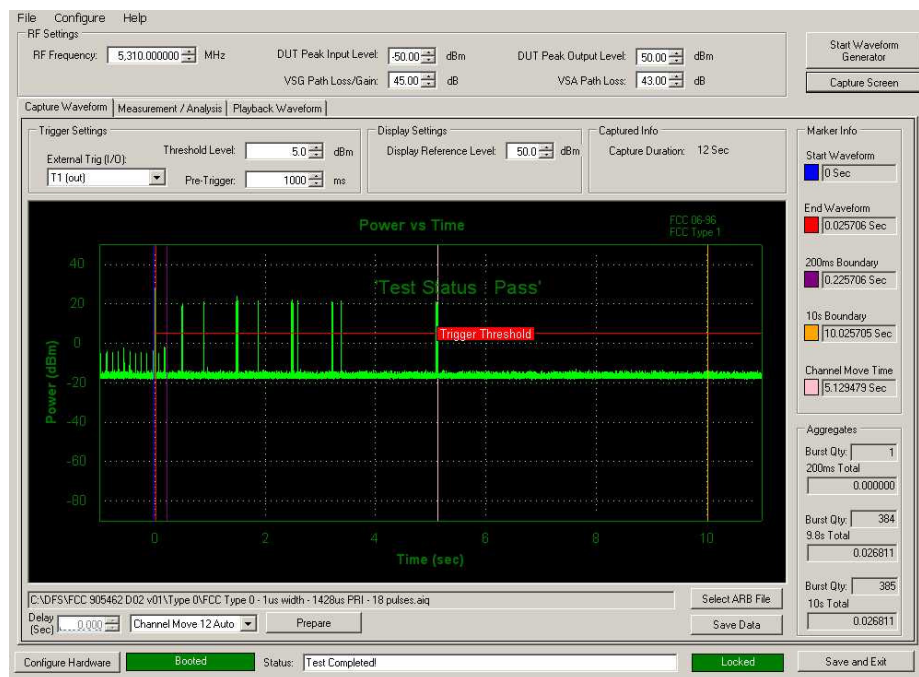 File Configure Help
RF Settings
RF Frequency: 5,310.000000 MHz DUT Peak Input Level: -50.00 dBm DUT Peak Output Level: 50.00 dBm
VSG Path Loss/Gain: 45.00 dB VSA Path Loss: 43.00 dB
Start Waveform Generator
Capture Screen
Capture Waveform Measurement / Analysis Playback Waveform
Trigger Settings
External Trig (I/O): Threshold Level: 5.0 dBm
T1 (out) Pre-Trigger: 1000 ms
Display Settings
Display Reference Level: 50.0 dBm
Captured Info
Capture Duration: 12 Sec
Power vs Time
FCC 06-96
FCC Type 1
'Test Status : Pass'
Trigger Threshold
Power (dBm)
40
20
0
-20
-40
-60
-80
0 2 4 6 8 10
Time (sec)
Marker Info
Start Waveform
0 Sec
End Waveform
0.025706 Sec
200ms Boundary
0.225706 Sec
10s Boundary
10.025705 Sec
Channel Move Time
5.129479 Sec
Aggregates
Burst Qty: 1
200ms Total
0.000000
Burst Qty: 384
9.8s Total
0.026811
Burst Qty: 385
10s Total
0.026811
C:\DFS\FCC 905462 D02 v01\Type 0\FCC Type 0 - 1us width - 1428us PRI - 18 pulses.aiq
Select ARB File
Delay (Sec) 0.000 Channel Move 12 Auto Prepare
Save Data
Configure Hardware Booted Status: Test Completed! Locked Save and Exit